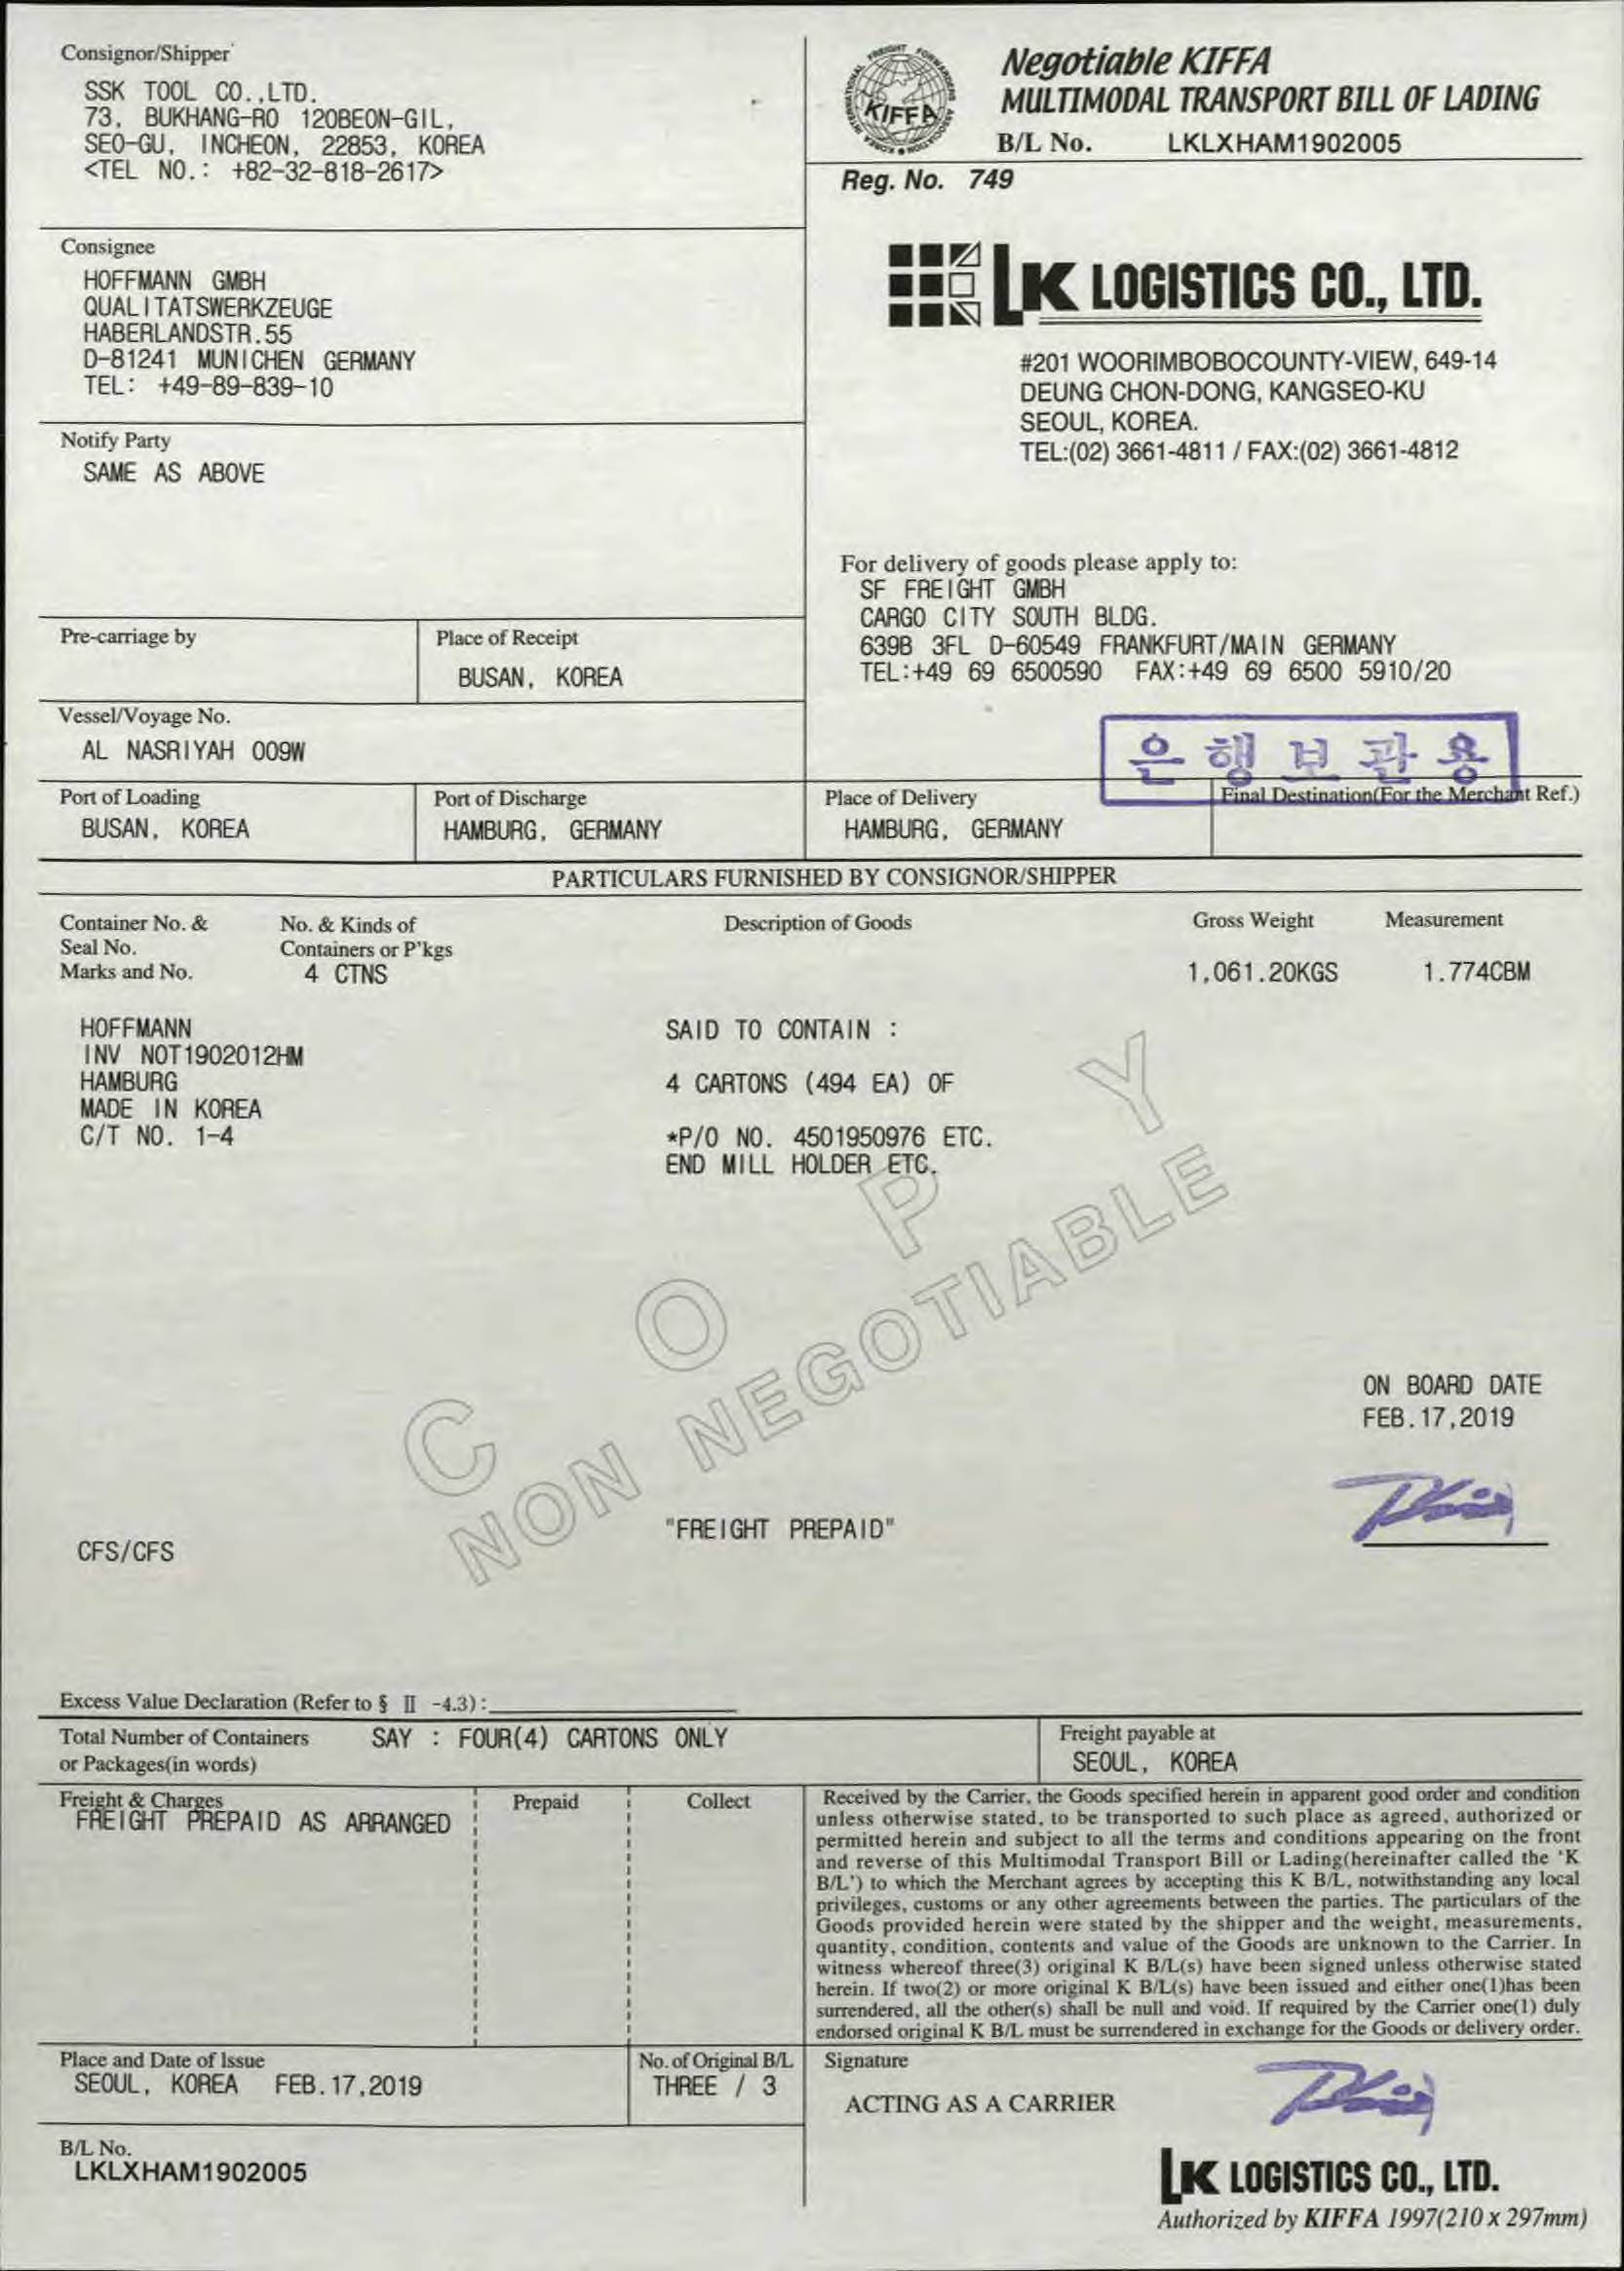 Consignor/Shipper
SSK TOOL CO.,LTD.
73, BUKHANG-RO 120BEON-GIL,
SEO-GU, INCHEON, 22853, KOREA
<TEL NO.: +82-32-818-2617>
KOREA INTERNATIONAL FREIGHT FORWARDERS ASSOCIATION
KIFFA
Negotiable KIFFA
MULTIMODAL TRANSPORT BILL OF LADING
B/L No. LKLXHAM1902005
Reg. No. 749
Consignee
HOFFMANN GMBH
QUALITATSWERKZEUGE
HABERLANDSTR.55
D-81241 MUNICHEN GERMANY
TEL: +49-89-839-10
LK LOGISTICS CO., LTD.
#201 WOORIMBOBOCOUNTY-VIEW, 649-14
DEUNG CHON-DONG, KANGSEO-KU
SEOUL, KOREA.
TEL:(02) 3661-4811 / FAX:(02) 3661-4812
Notify Party
SAME AS ABOVE
For delivery of goods please apply to:
SF FREIGHT GMBH
CARGO CITY SOUTH BLDG.
639B 3FL D-60549 FRANKFURT/MAIN GERMANY
TEL:+49 69 6500590 FAX:+49 69 6500 5910/20
Pre-carriage by
Place of Receipt
BUSAN, KOREA
Vessel/Voyage No.
AL NASRIYAH 009W
은행보관용
Port of Loading
BUSAN, KOREA
Port of Discharge
HAMBURG, GERMANY
Place of Delivery
HAMBURG, GERMANY
Final Destination(For the Merchant Ref.)
PARTICULARS FURNISHED BY CONSIGNOR/SHIPPER
Container No. &
Seal No.
Marks and No.
No. & Kinds of
Containers or P'kgs
4 CTNS
Description of Goods
Gross Weight
1,061.20KGS
Measurement
1.774CBM
HOFFMANN
INV NOT1902012HM
HAMBURG
MADE IN KOREA
C/T NO. 1-4
SAID TO CONTAIN :
4 CARTONS (494 EA) OF
*P/O NO. 4501950976 ETC.
END MILL HOLDER ETC.
COPY
NON NEGOTIABLE
ON BOARD DATE
FEB.17,2019
"FREIGHT PREPAID"
CFS/CFS
Excess Value Declaration (Refer to § Ⅱ -4.3) :
Total Number of Containers
or Packages(in words)
SAY : FOUR(4) CARTONS ONLY
Freight payable at
SEOUL, KOREA
Freight & Charges
FREIGHT PREPAID AS ARRANGED
Prepaid
Collect
Received by the Carrier, the Goods specified herein in apparent good order and condition
unless otherwise stated, to be transported to such place as agreed, authorized or
permitted herein and subject to all the terms and conditions appearing on the front
and reverse of this Multimodal Transport Bill or Lading(hereinafter called the 'K
B/L') to which the Merchant agrees by accepting this K B/L, notwithstanding any local
privileges, customs or any other agreements between the parties. The particulars of the
Goods provided herein were stated by the shipper and the weight, measurements,
quantity, condition, contents and value of the Goods are unknown to the Carrier. In
witness whereof three(3) original K B/L(s) have been signed unless otherwise stated
herein. If two(2) or more original K B/L(s) have been issued and either one(1)has been
surrendered, all the other(s) shall be null and void. If required by the Carrier one(1) duly
endorsed original K B/L must be surrendered in exchange for the Goods or delivery order.
Place and Date of Issue
SEOUL, KOREA FEB.17,2019
No. of Original B/L
THREE / 3
Signature
ACTING AS A CARRIER
B/L No.
LKLXHAM1902005
LK LOGISTICS CO., LTD.
Authorized by KIFFA 1997(210 x 297mm)